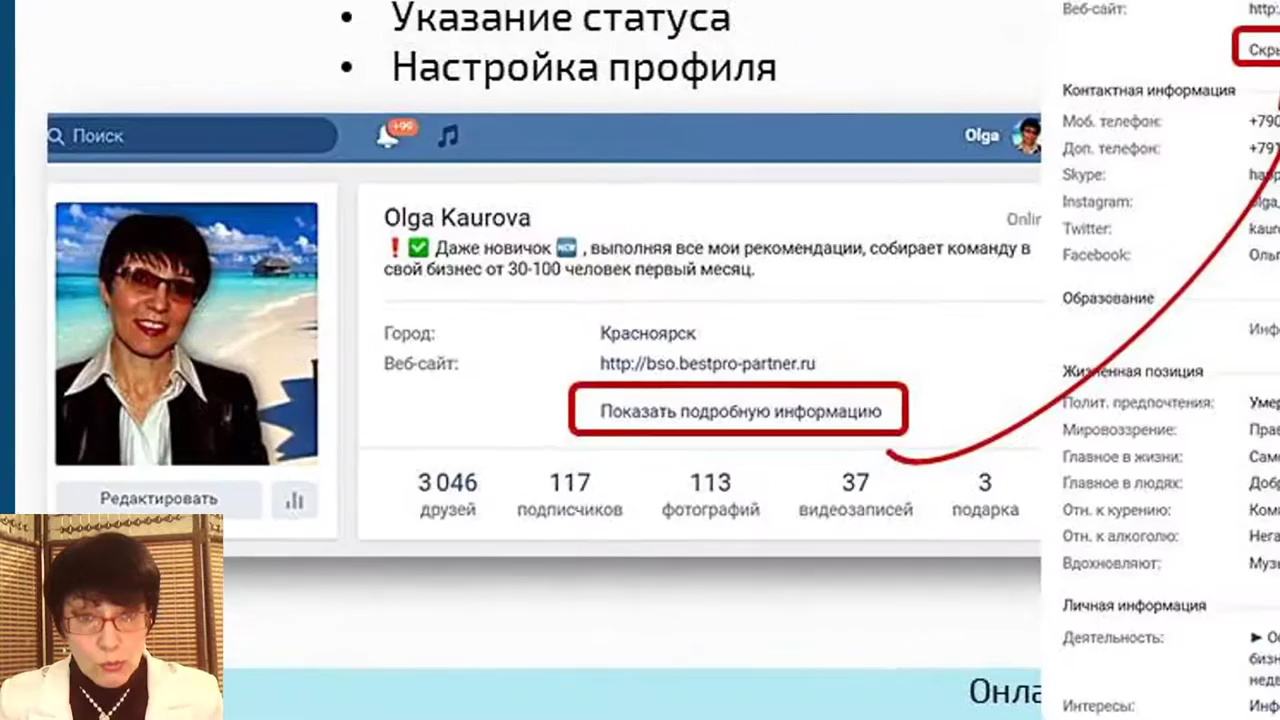 Указание статуса
Настройка профиля
Поиск
+99
Olga
Olga Kaurova
Даже новичок NEW , выполняя все мои рекомендации, собирает команду в
свой бизнес от 30-100 человек первый месяц.
Город: Красноярск
Веб-сайт: http://bso.bestpro-partner.ru
Показать подробную информацию
3 046 117 113 37 3
друзей подписчиков фотографий видеозаписей подарка
Редактировать
Веб-сайт:
Контактная информация
Моб. телефон: +790
Доп. телефон: +791
Skype:
Instagram:
Twitter:
Facebook:
Образование
Жизненная позиция
Полит. предпочтения:
Мировоззрение:
Главное в жизни:
Главное в людях:
Отн. к курению:
Отн. к алкоголю:
Вдохновляют:
Личная информация
Деятельность:
Интересы: